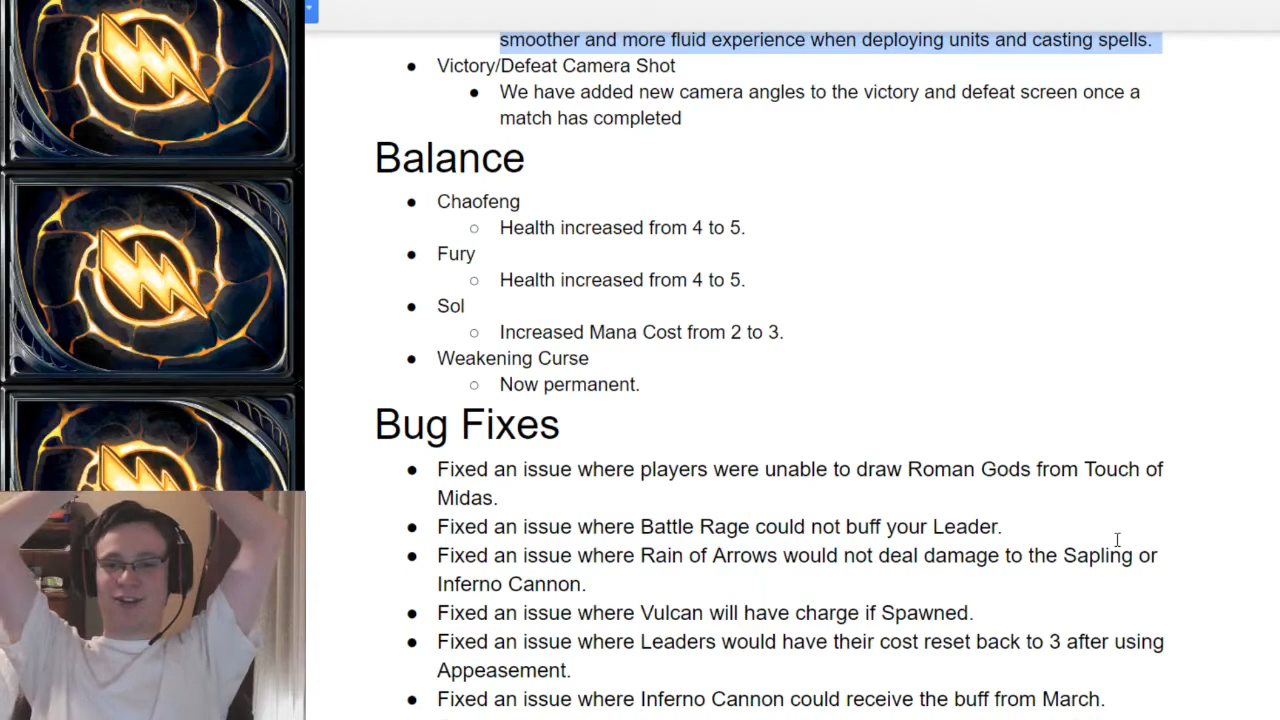 smoother and more fluid experience when deploying units and casting spells.
● Victory/Defeat Camera Shot
● We have added new camera angles to the victory and defeat screen once a
match has completed
Balance
● Chaofeng
○ Health increased from 4 to 5.
● Fury
○ Health increased from 4 to 5.
● Sol
○ Increased Mana Cost from 2 to 3.
● Weakening Curse
○ Now permanent.
Bug Fixes
● Fixed an issue where players were unable to draw Roman Gods from Touch of
Midas.
● Fixed an issue where Battle Rage could not buff your Leader.
● Fixed an issue where Rain of Arrows would not deal damage to the Sapling or
Inferno Cannon.
● Fixed an issue where Vulcan will have charge if Spawned.
● Fixed an issue where Leaders would have their cost reset back to 3 after using
Appeasement.
● Fixed an issue where Inferno Cannon could receive the buff from March.